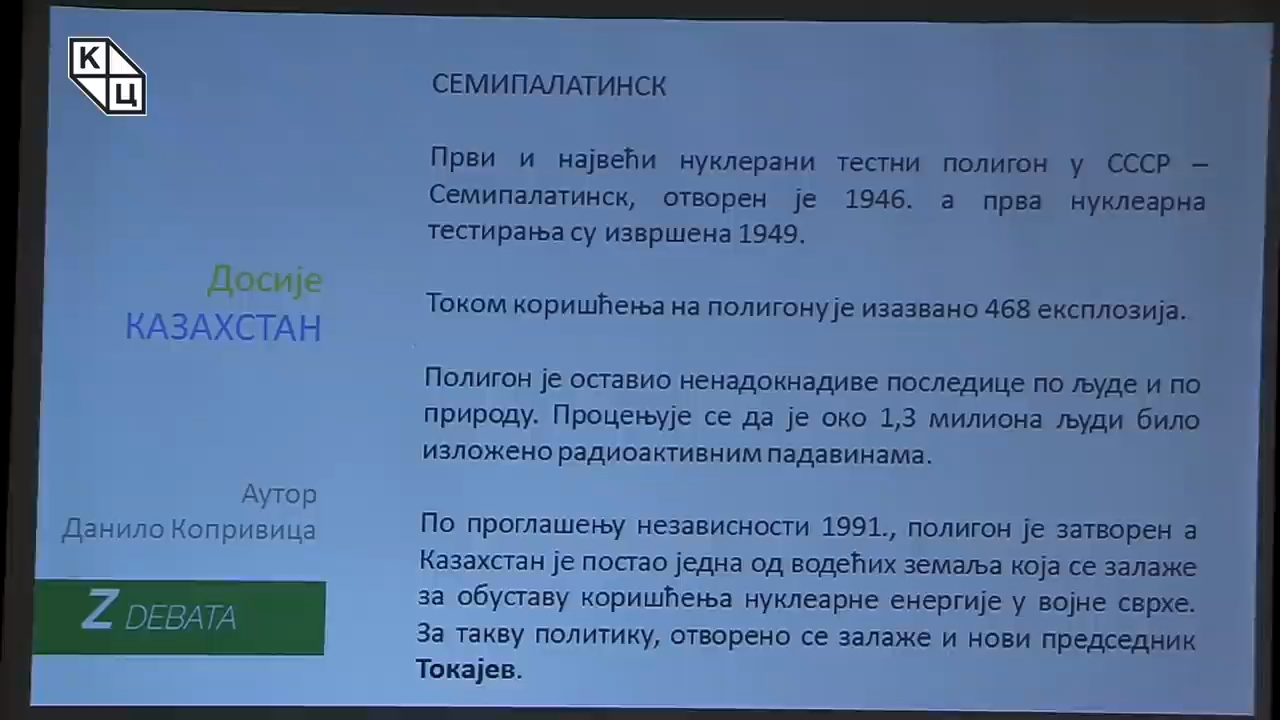 К
Ц
СЕМИПАЛАТИНСК
Први и највећи нуклерани тестни полигон у СССР –
Семипалатинск, отворен је 1946. а прва нуклеарна
тестирања су извршена 1949.
Током коришћења на полигону је изазвано 468 експлозија.
Полигон је оставио ненадокнадиве последице по људе и по
природу. Процењује се да је око 1,3 милиона људи било
изложено радиоактивним падавинама.
По проглашењу независности 1991., полигон је затворен а
Казахстан је постао једна од водећих земаља која се залаже
за обуставу коришћења нуклеарне енергије у војне сврхе.
За такву политику, отворено се залаже и нови председник
Токајев.
Досије
КАЗАХСТАН
Аутор
Данило Копривица
Z DEBATA